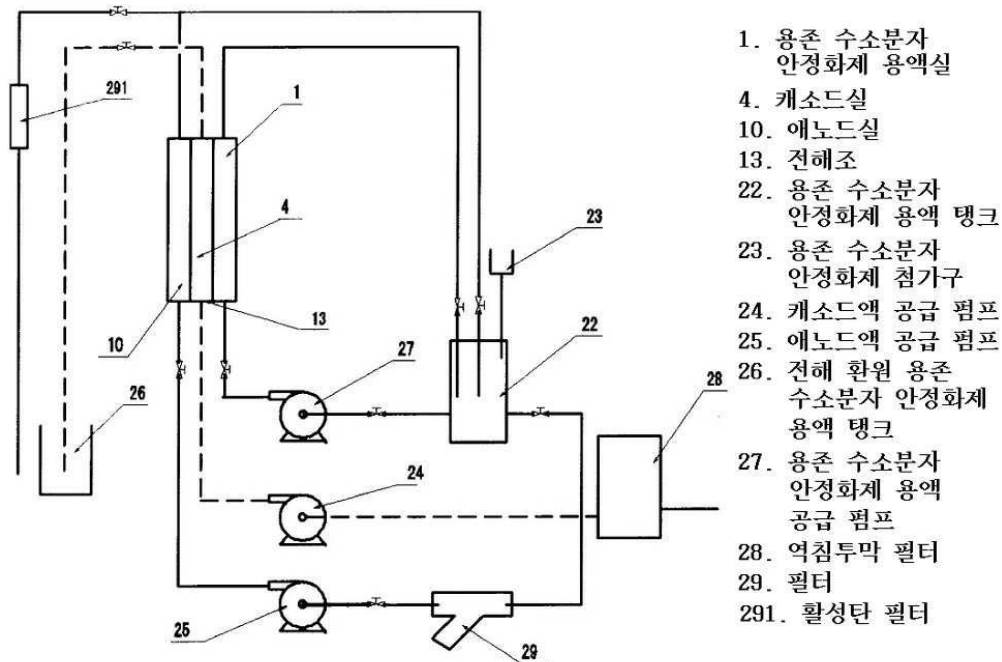 291
1
4
23
10
13
22
27
26
28
24
25
29
1. 용존 수소분자
안정화제 용액실
4. 캐소드실
10. 애노드실
13. 전해조
22. 용존 수소분자
안정화제 용액 탱크
23. 용존 수소분자
안정화제 첨가구
24. 캐소드액 공급 펌프
25. 애노드액 공급 펌프
26. 전해 환원 용존
수소분자 안정화제
용액 탱크
27. 용존 수소분자
안정화제 용액
공급 펌프
28. 역침투막 필터
29. 필터
291. 활성탄 필터